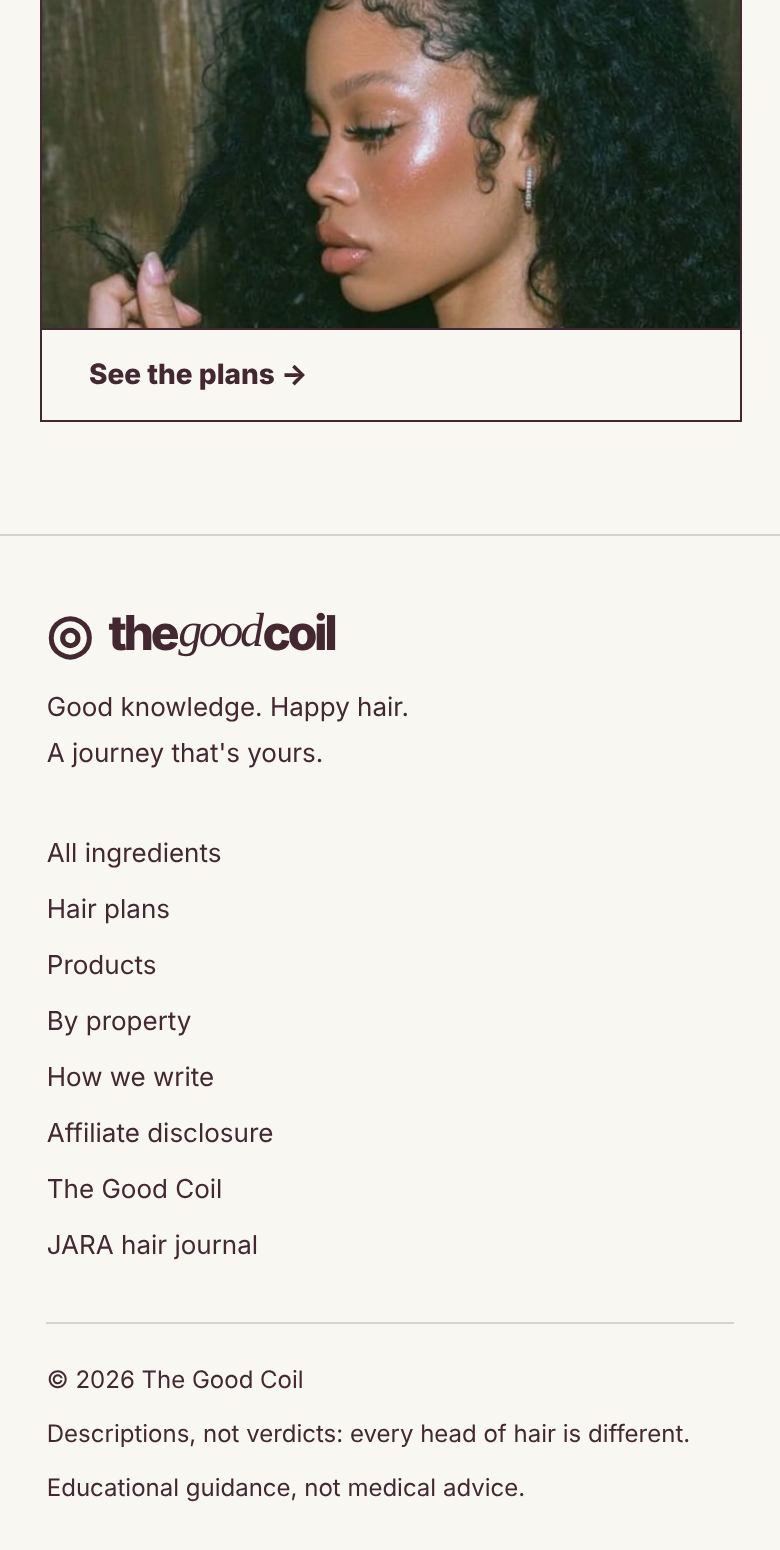 See the plans →
thegoodcoil
Good knowledge. Happy hair.
A journey that's yours.
All ingredients
Hair plans
Products
By property
How we write
Affiliate disclosure
The Good Coil
JARA hair journal
© 2026 The Good Coil
Descriptions, not verdicts: every head of hair is different.
Educational guidance, not medical advice.